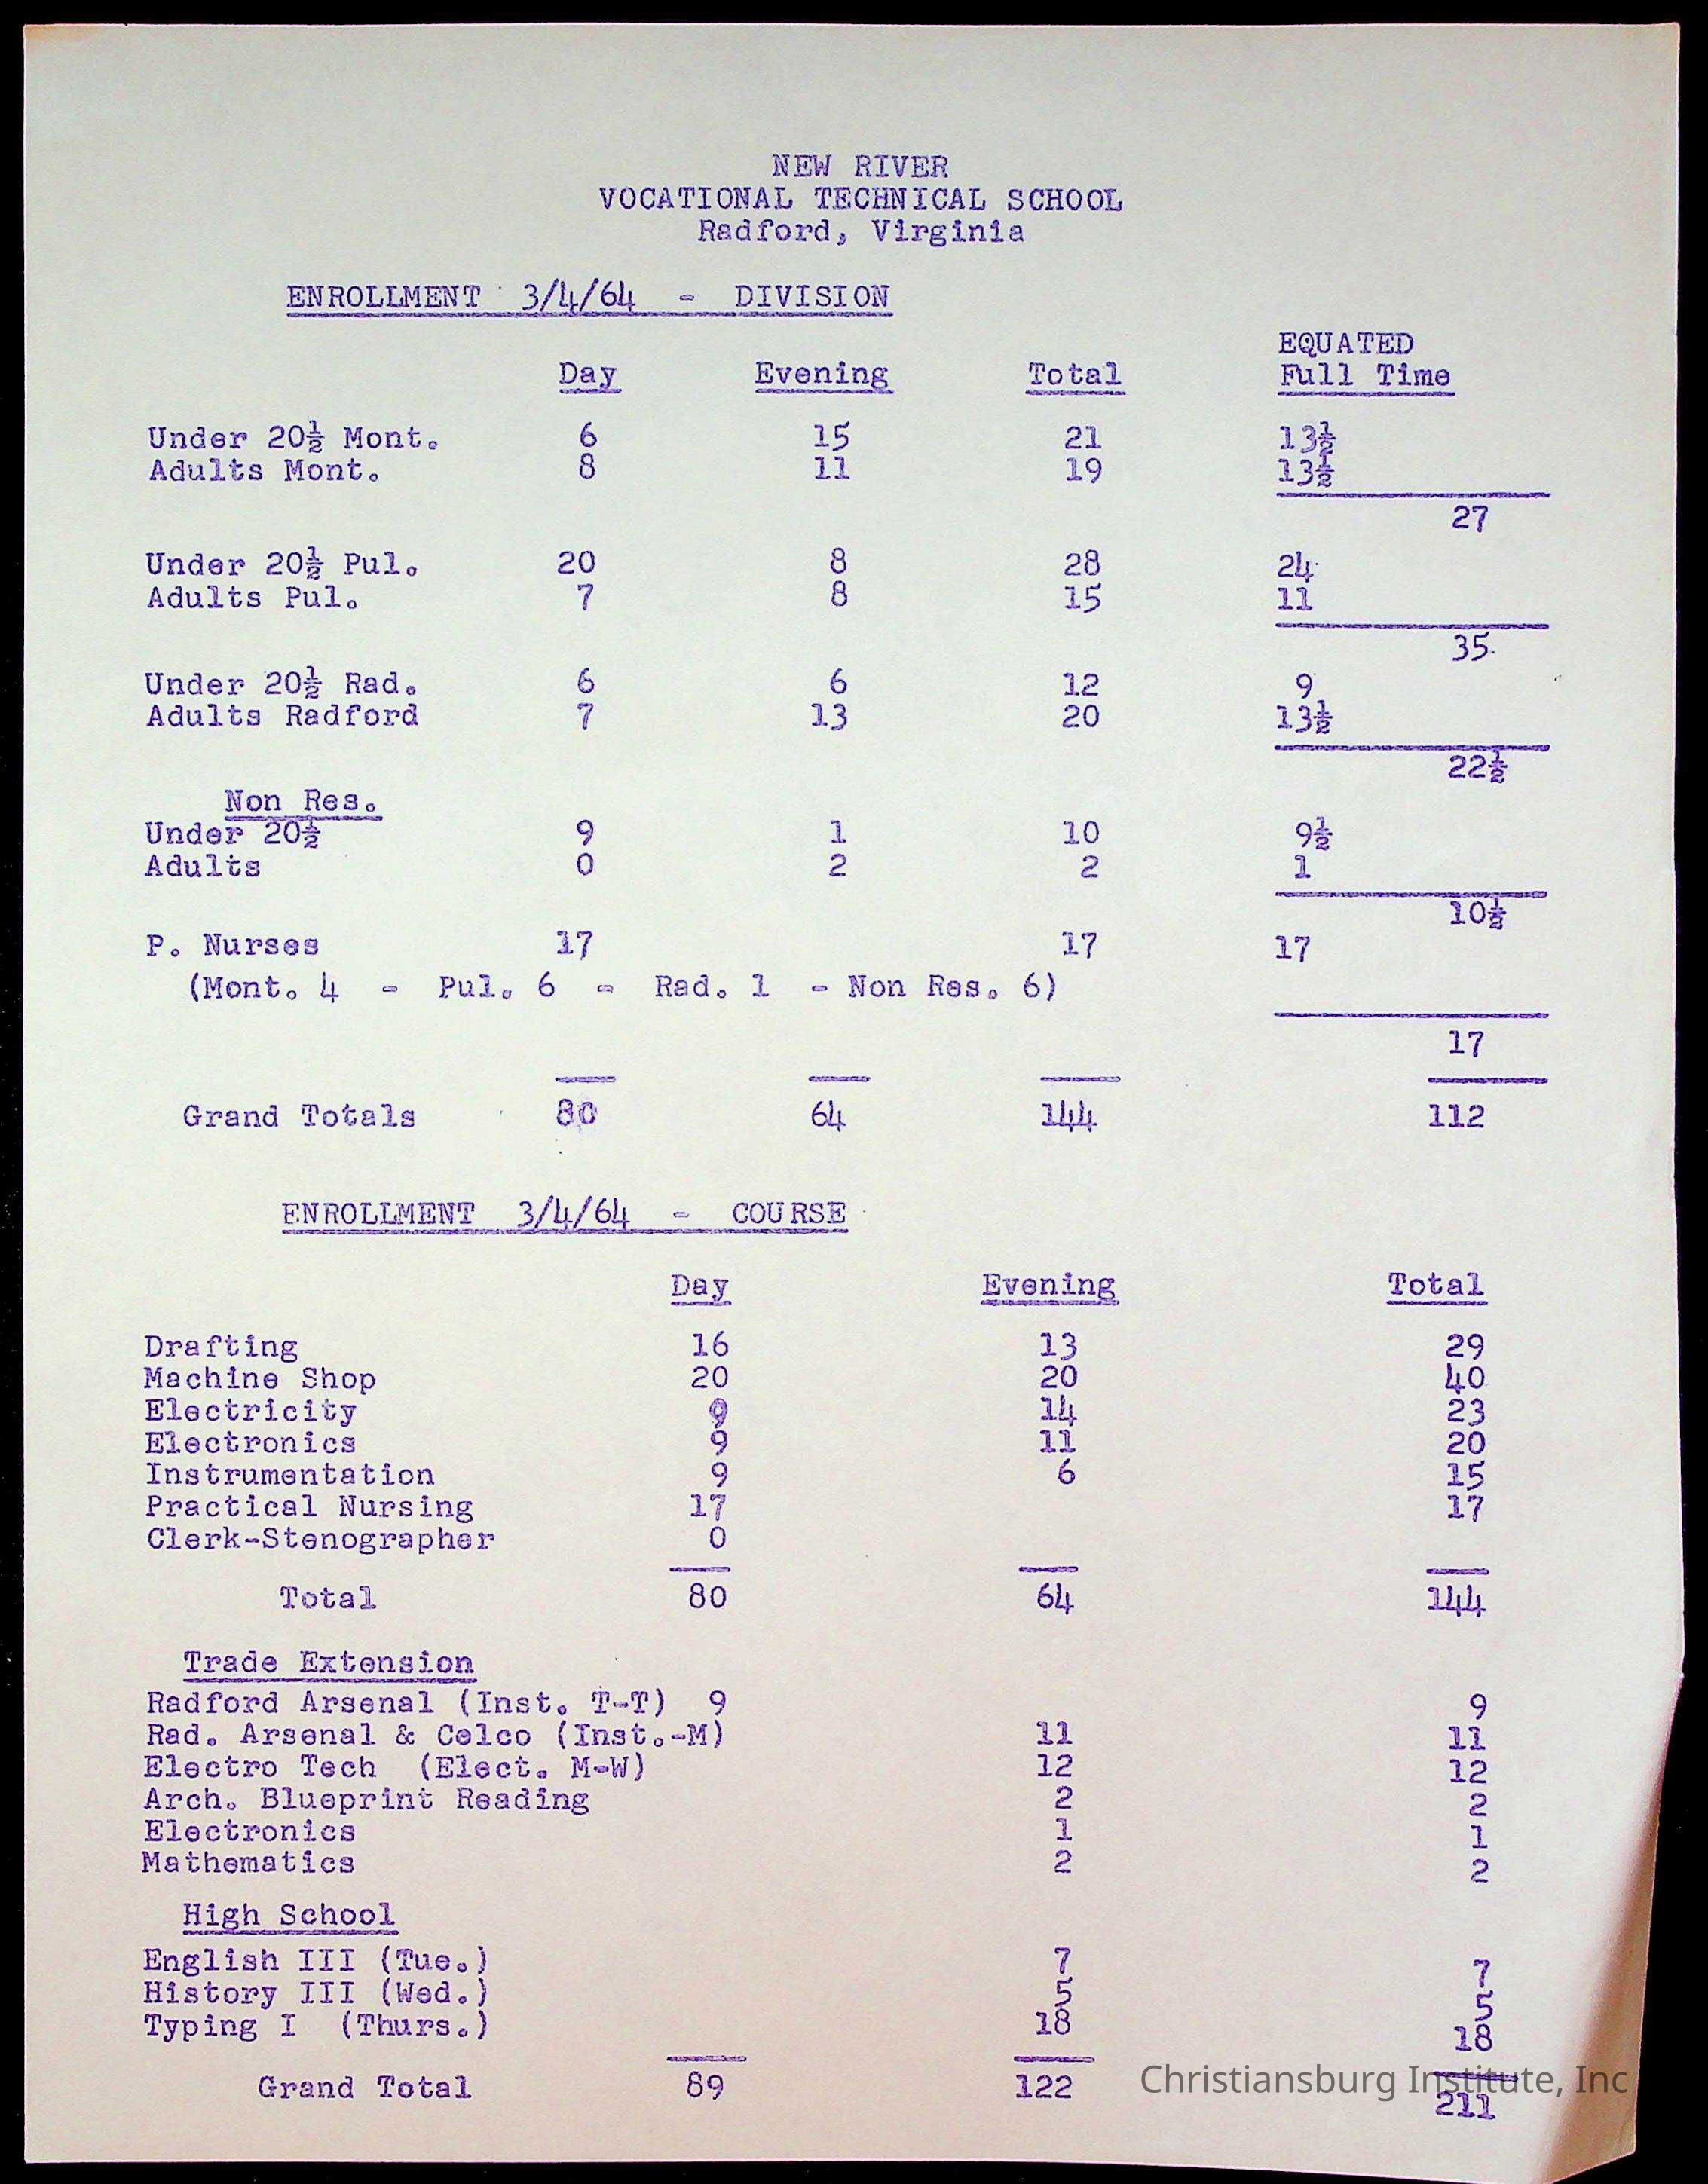 NEW RIVER
VOCATIONAL TECHNICAL SCHOOL
Radford, Virginia
ENROLLMENT 3/4/64 - DIVISION
EQUATED
Day Evening Total Full Time
Under 20½ Mont. 6 15 21 13½
Adults Mont. 8 11 19 13½
27
Under 20½ Pul. 20 8 28 24
Adults Pul. 7 8 15 11
35
Under 20½ Rad. 6 6 12 9
Adults Radford 7 13 20 13½
22½
Non Res.
Under 20½ 9 1 10 9½
Adults 0 2 2 1
10½
P. Nurses 17 17 17
(Mont. 4 - Pul. 6 - Rad. 1 - Non Res. 6)
17
Grand Totals 80 64 144 112
ENROLLMENT 3/4/64 - COURSE
Day Evening Total
Drafting 16 13 29
Machine Shop 20 20 40
Electricity 9 14 23
Electronics 9 11 20
Instrumentation 9 6 15
Practical Nursing 17 17
Clerk-Stenographer 0
Total 80 64 144
Trade Extension
Radford Arsenal (Inst. T-T) 9 9
Rad. Arsenal & Celco (Inst.-M) 11 11
Electro Tech (Elect. M-W) 12 12
Arch. Blueprint Reading 2 2
Electronics 1 1
Mathematics 2 2
High School
English III (Tue.) 7 7
History III (Wed.) 5 5
Typing I (Thurs.) 18 18
Grand Total 89 122 211
Christiansburg Institute, Inc